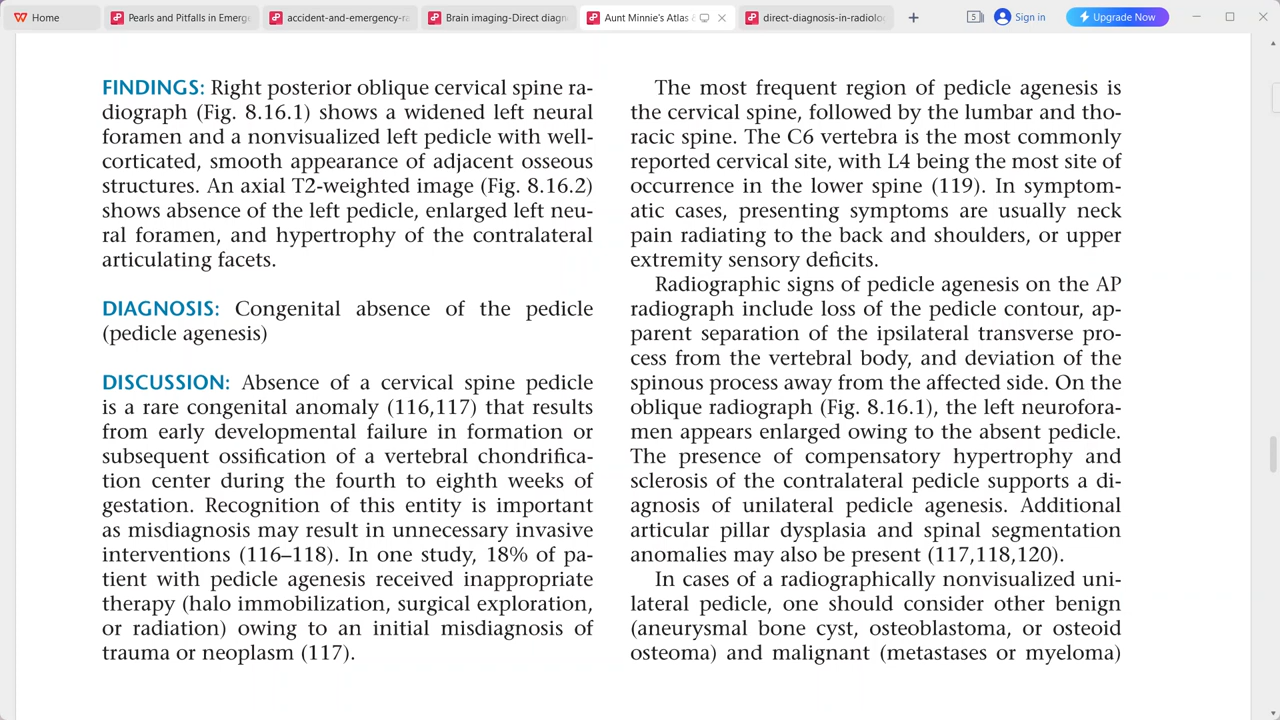 Home
Pearls and Pitfalls in Emerge
accident-and-emergency-ra
Brain imaging-Direct diagn
Aunt Minnie's Atlas
direct-diagnosis-in-radiolo
5
Sign in
Upgrade Now
FINDINGS: Right posterior oblique cervical spine ra-
diograph (Fig. 8.16.1) shows a widened left neural
foramen and a nonvisualized left pedicle with well-
corticated, smooth appearance of adjacent osseous
structures. An axial T2-weighted image (Fig. 8.16.2)
shows absence of the left pedicle, enlarged left neu-
ral foramen, and hypertrophy of the contralateral
articulating facets.
DIAGNOSIS: Congenital absence of the pedicle
(pedicle agenesis)
DISCUSSION: Absence of a cervical spine pedicle
is a rare congenital anomaly (116,117) that results
from early developmental failure in formation or
subsequent ossification of a vertebral chondrifica-
tion center during the fourth to eighth weeks of
gestation. Recognition of this entity is important
as misdiagnosis may result in unnecessary invasive
interventions (116–118). In one study, 18% of pa-
tient with pedicle agenesis received inappropriate
therapy (halo immobilization, surgical exploration,
or radiation) owing to an initial misdiagnosis of
trauma or neoplasm (117).
The most frequent region of pedicle agenesis is
the cervical spine, followed by the lumbar and tho-
racic spine. The C6 vertebra is the most commonly
reported cervical site, with L4 being the most site of
occurrence in the lower spine (119). In symptom-
atic cases, presenting symptoms are usually neck
pain radiating to the back and shoulders, or upper
extremity sensory deficits.
Radiographic signs of pedicle agenesis on the AP
radiograph include loss of the pedicle contour, ap-
parent separation of the ipsilateral transverse pro-
cess from the vertebral body, and deviation of the
spinous process away from the affected side. On the
oblique radiograph (Fig. 8.16.1), the left neurofora-
men appears enlarged owing to the absent pedicle.
The presence of compensatory hypertrophy and
sclerosis of the contralateral pedicle supports a di-
agnosis of unilateral pedicle agenesis. Additional
articular pillar dysplasia and spinal segmentation
anomalies may also be present (117,118,120).
In cases of a radiographically nonvisualized uni-
lateral pedicle, one should consider other benign
(aneurysmal bone cyst, osteoblastoma, or osteoid
osteoma) and malignant (metastases or myeloma)